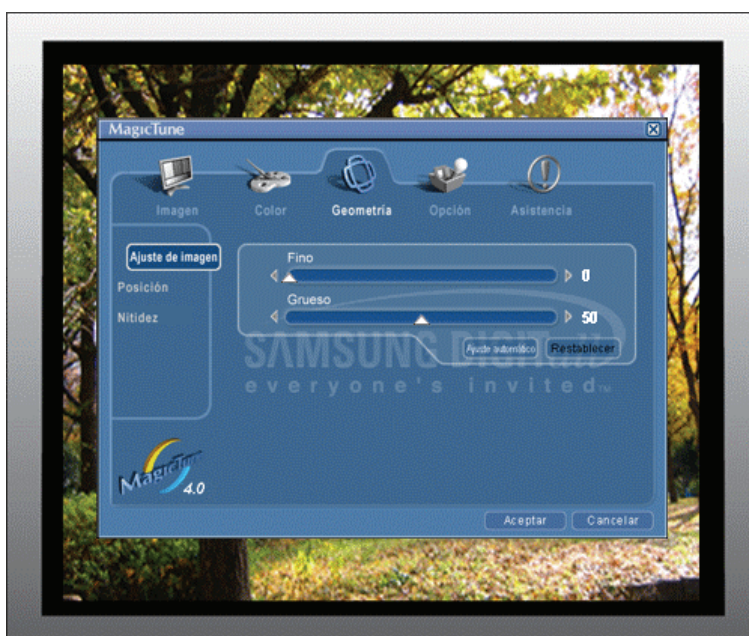 MagicTune
Imagen Color Geometría Opción Asistencia
Ajuste de imagen
Posición
Nitidez
Fino
0
Grueso
50
Ajuste automático Restablecer
SAMSUNG DIGITall
everyone's invited™
MagicTune
4.0
Aceptar Cancelar